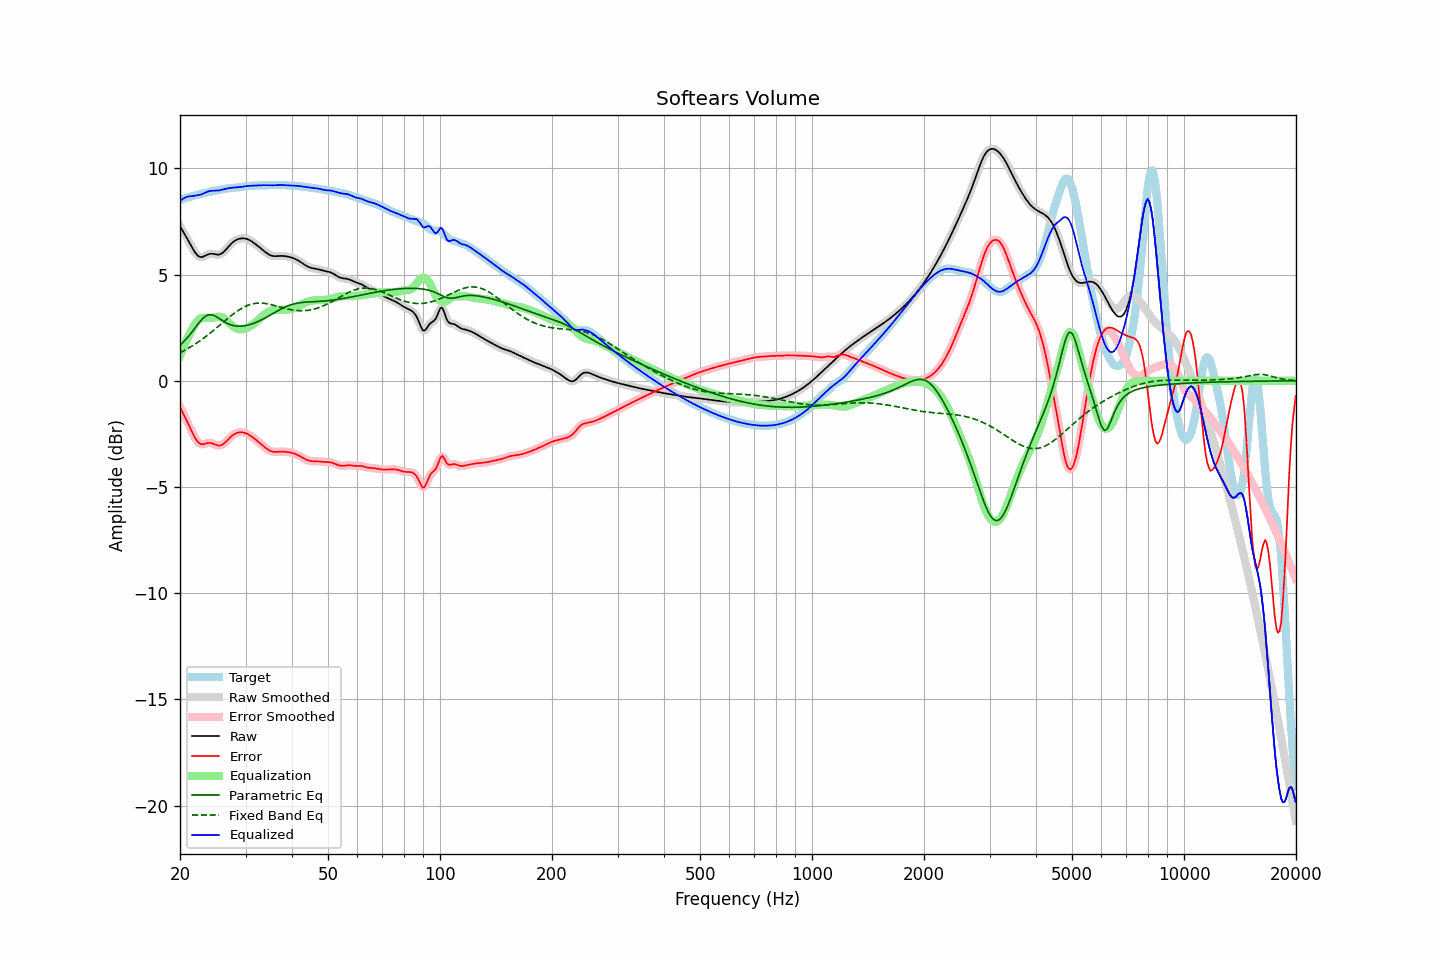 Softears Volume
Amplitude (dBr)
10
5
0
−5
−10
−15
−20
Target
Raw Smoothed
Error Smoothed
Raw
Error
Equalization
Parametric Eq
Fixed Band Eq
Equalized
20 50 100 200 500 1000 2000 5000 10000 20000
Frequency (Hz)